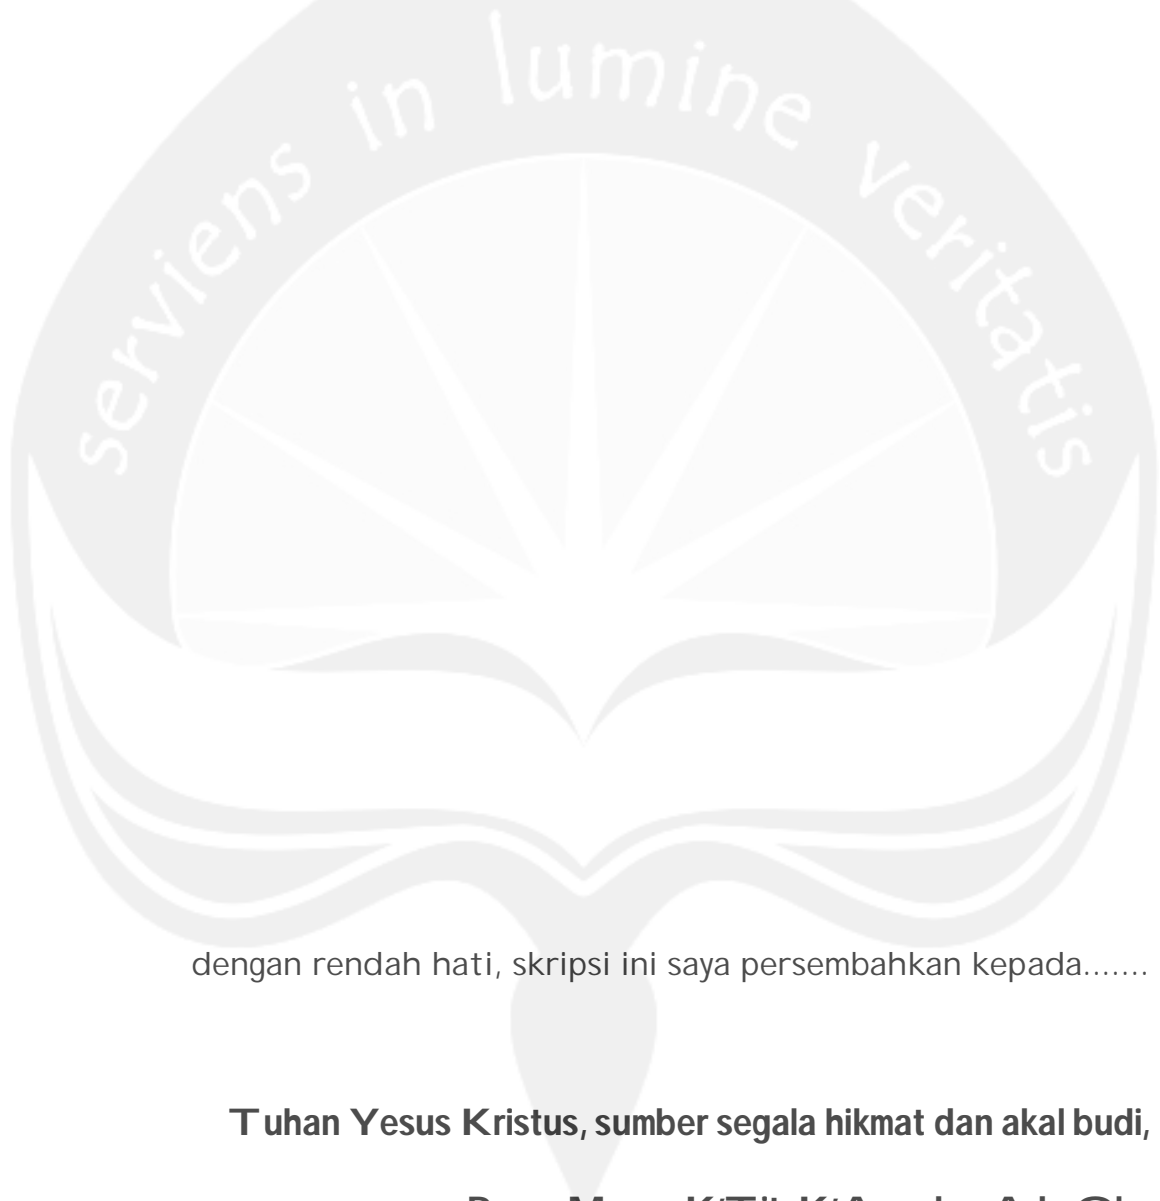 serviens in lumine veritatis
dengan rendah hati, skripsi ini saya persembahkan kepada.......
Tuhan Yesus Kristus, sumber segala hikmat dan akal budi,